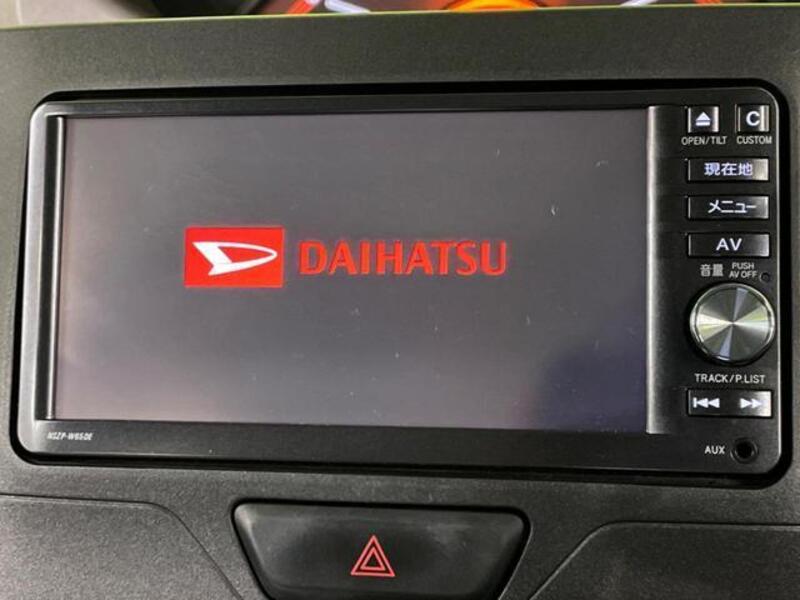 DAIHATSU
OPEN/TILT
C
CUSTOM
現在地
メニュー
AV
音量
PUSH
AV OFF
TRACK/P.LIST
AUX
NSZP-W65DE